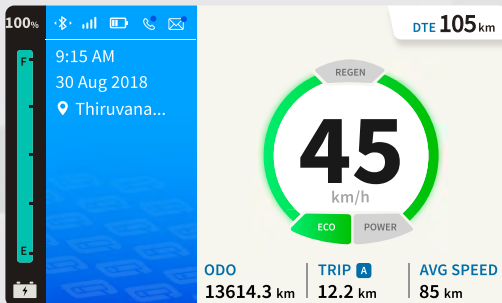 100%
F
E
9:15 AM
30 Aug 2018
Thiruvana...
DTE 105 km
REGEN
45
km/h
ECO POWER
ODO TRIP A AVG SPEED
13614.3 km 12.2 km 85 km